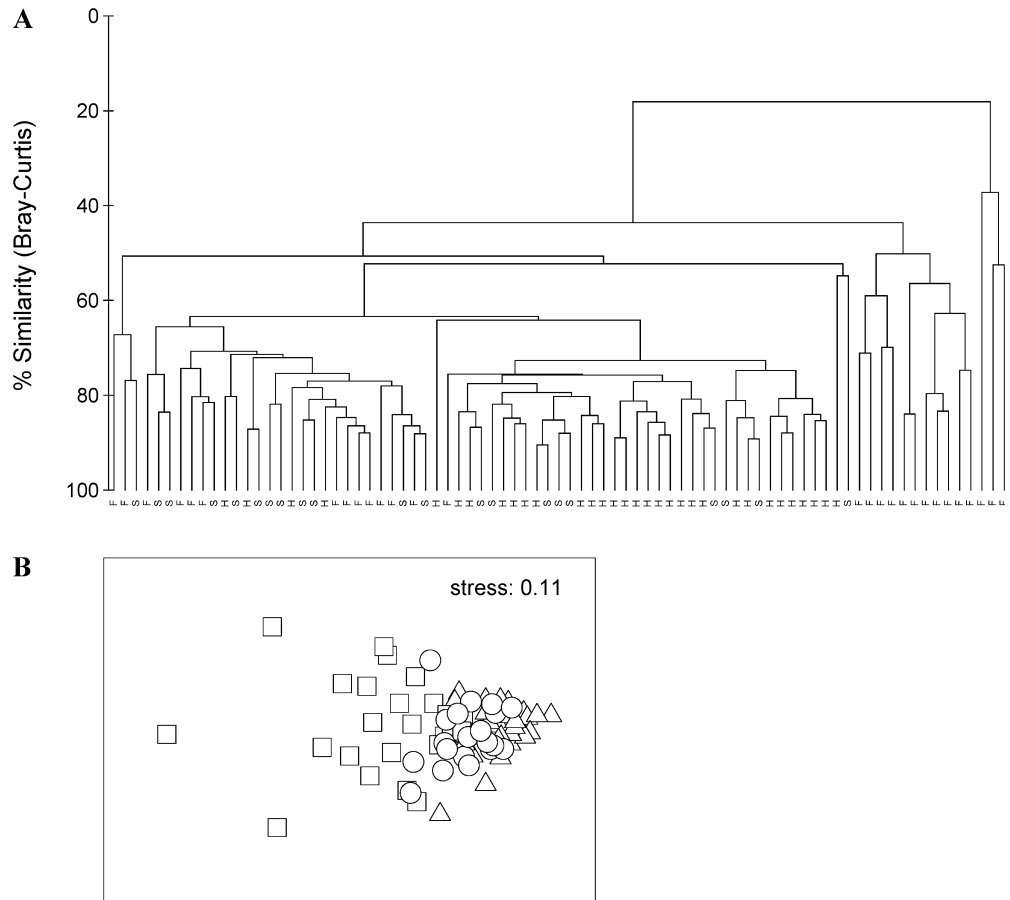 A
0
20
40
60
80
100
% Similarity (Bray-Curtis)
F F S F S S F F F S H S H S S S H S S H F F F F F F S F S H F H H S S H H H H S S S H H H H H H H H H H H H S S H H S H H H H H H H S F F F F F F F F F F F F F F
B
stress: 0.11